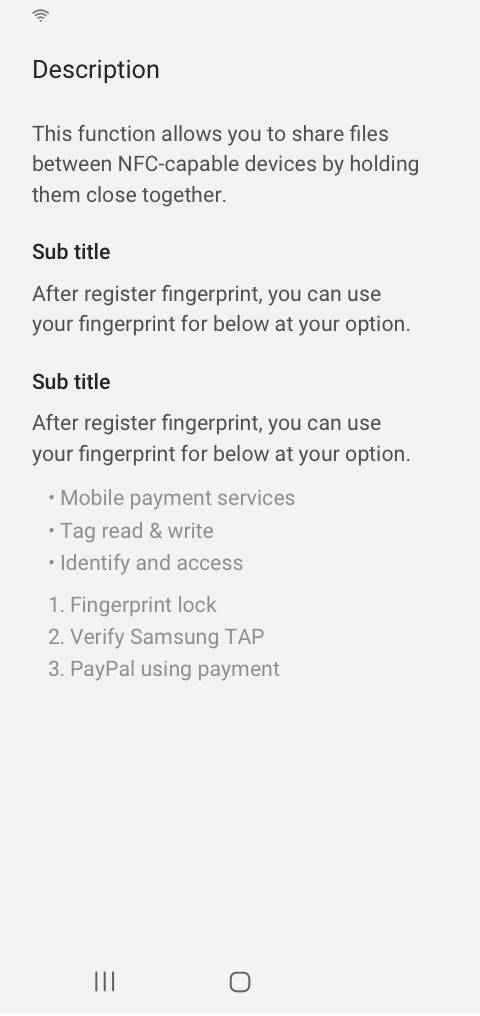 Description
This function allows you to share files
between NFC-capable devices by holding
them close together.
Sub title
After register fingerprint, you can use
your fingerprint for below at your option.
Sub title
After register fingerprint, you can use
your fingerprint for below at your option.
• Mobile payment services
• Tag read & write
• Identify and access
1. Fingerprint lock
2. Verify Samsung TAP
3. PayPal using payment